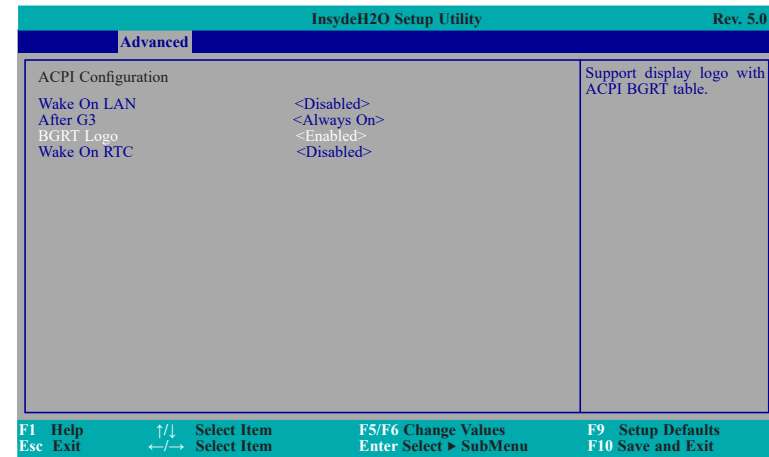 InsydeH2O Setup Utility Rev. 5.0
Advanced
ACPI Configuration
Wake On LAN <Disabled>
After G3 <Always On>
BGRT Logo <Enabled>
Wake On RTC <Disabled>
Support display logo with
ACPI BGRT table.
F1 Help ↑/↓ Select Item F5/F6 Change Values F9 Setup Defaults
Esc Exit ←/→ Select Item Enter Select ► SubMenu F10 Save and Exit